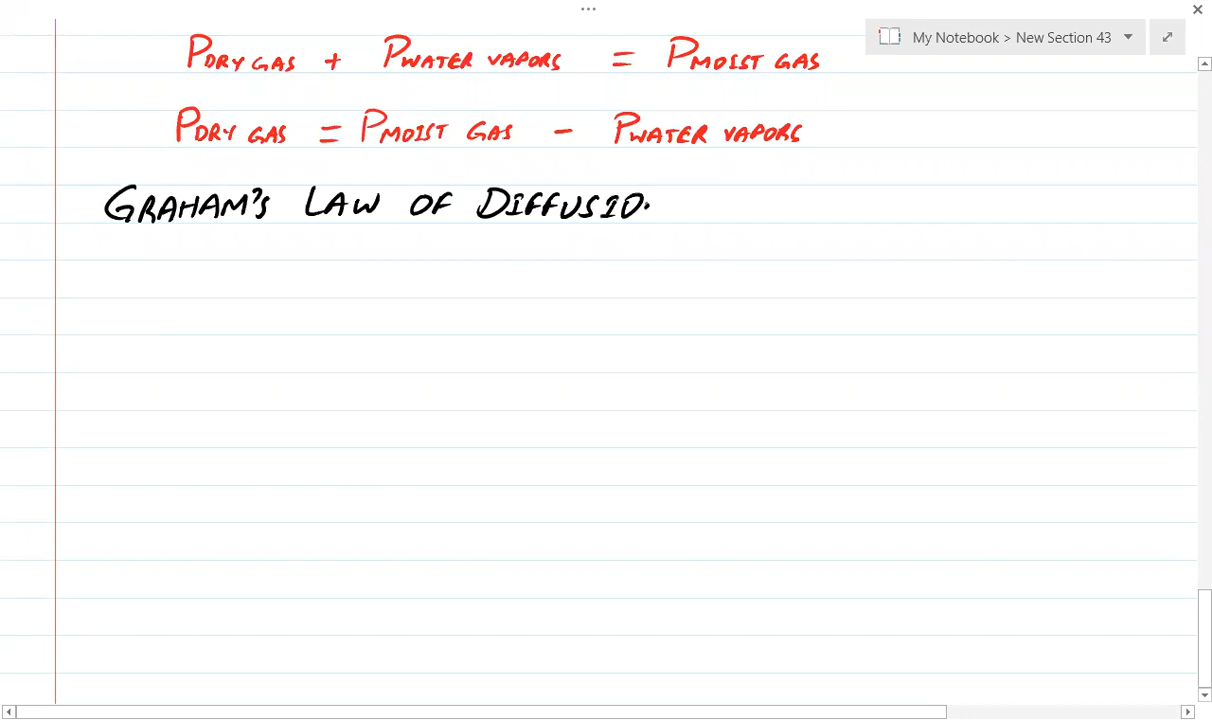 ...
My Notebook > New Section 43
PDRY GAS + PWATER VAPORS = PMOIST GAS
PDRY GAS = PMOIST GAS - PWATER VAPORS
GRAHAM'S LAW OF DIFFUSIO.